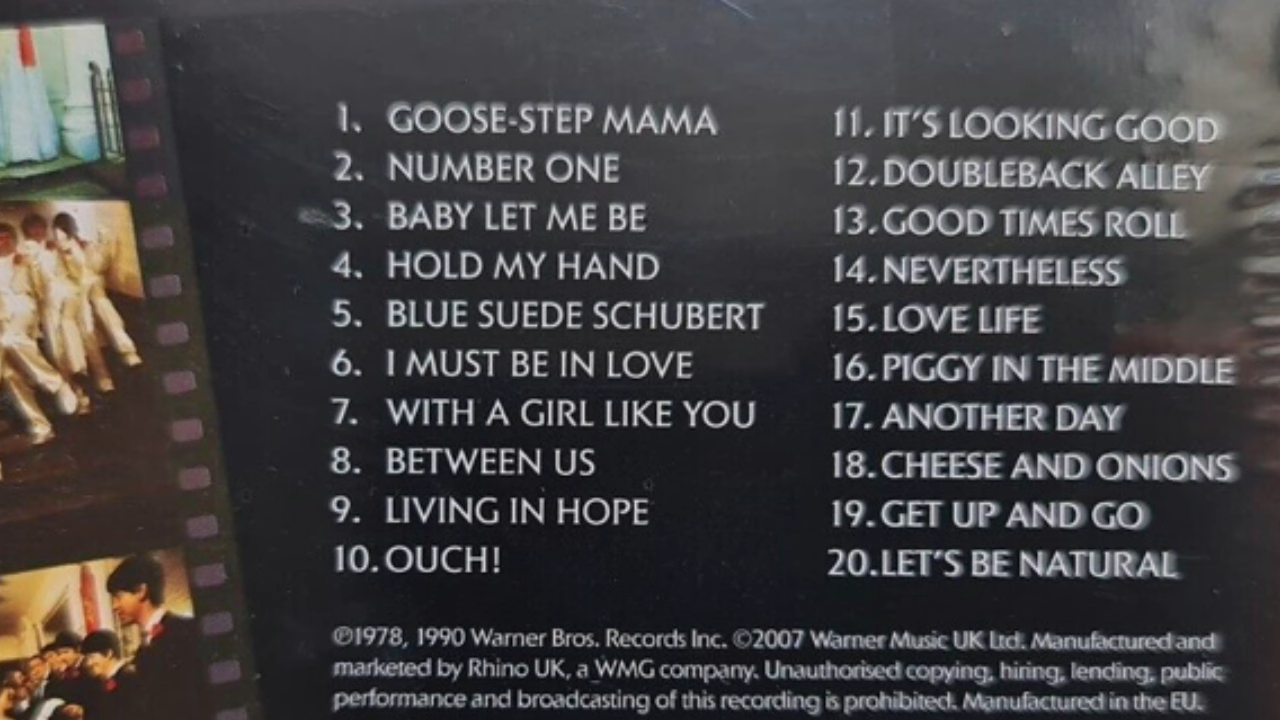 1. GOOSE-STEP MAMA
2. NUMBER ONE
3. BABY LET ME BE
4. HOLD MY HAND
5. BLUE SUEDE SCHUBERT
6. I MUST BE IN LOVE
7. WITH A GIRL LIKE YOU
8. BETWEEN US
9. LIVING IN HOPE
10. OUCH!
11. IT'S LOOKING GOOD
12. DOUBLEBACK ALLEY
13. GOOD TIMES ROLL
14. NEVERTHELESS
15. LOVE LIFE
16. PIGGY IN THE MIDDLE
17. ANOTHER DAY
18. CHEESE AND ONIONS
19. GET UP AND GO
20. LET'S BE NATURAL
℗1978, 1990 Warner Bros. Records Inc. ©2007 Warner Music UK Ltd. Manufactured and
marketed by Rhino UK, a WMG company. Unauthorised copying, hiring, lending, public
performance and broadcasting of this recording is prohibited. Manufactured in the EU.